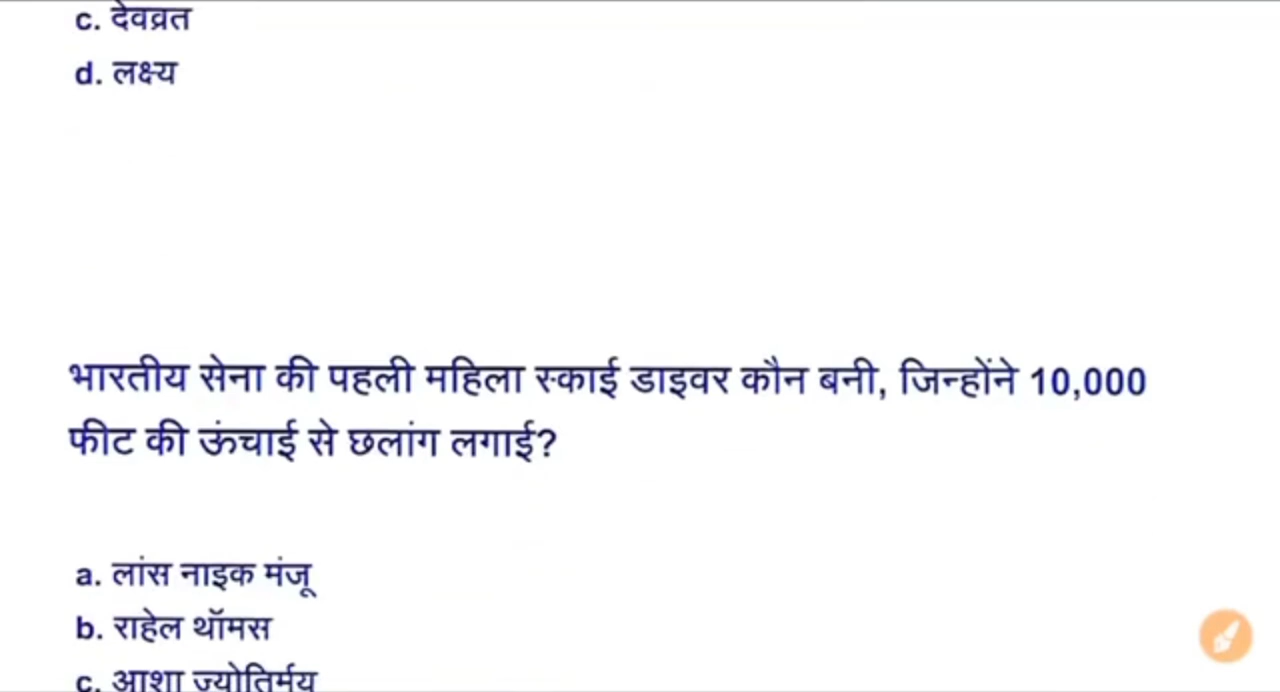 c. देवव्रत
d. लक्ष्य
भारतीय सेना की पहली महिला स्काई डाइवर कौन बनी, जिन्होंने 10,000
फीट की ऊंचाई से छलांग लगाई?
a. लांस नाइक मंजू
b. राहेल थॉमस
c. आशा ज्योतिर्मय